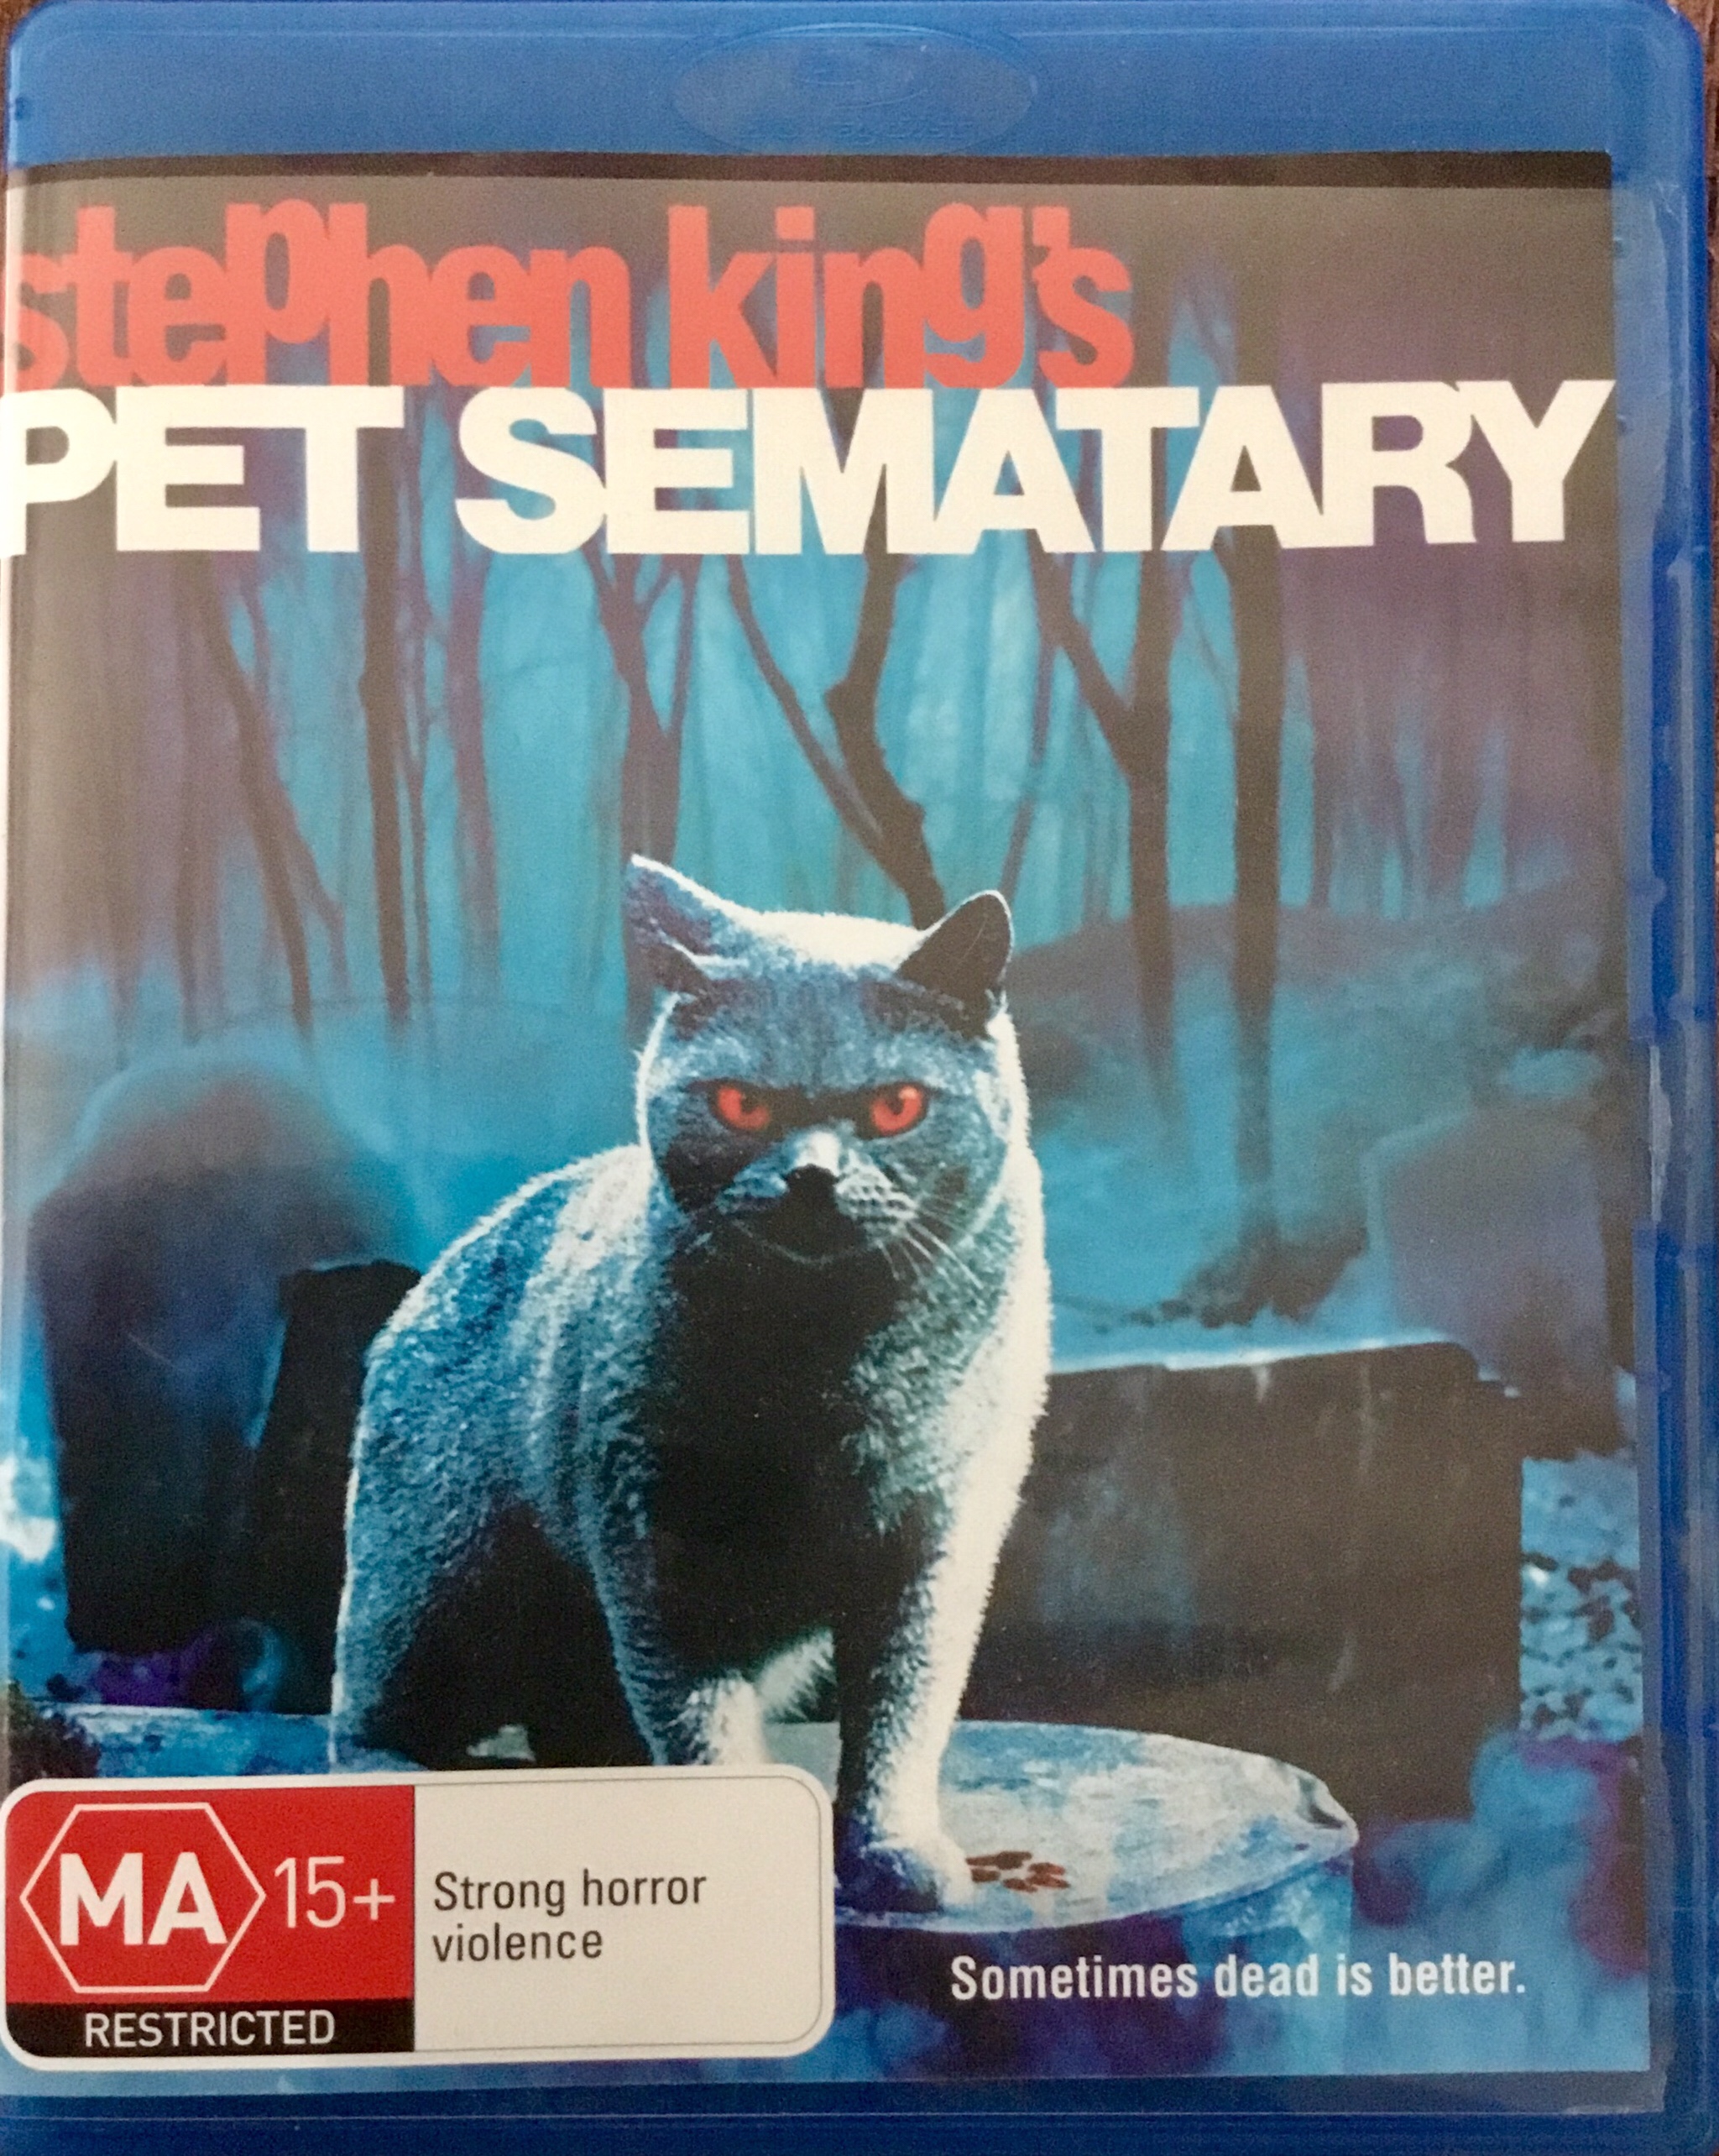 stephen king's
PET SEMATARY
MA 15+
RESTRICTED
Strong horror
violence
Sometimes dead is better.